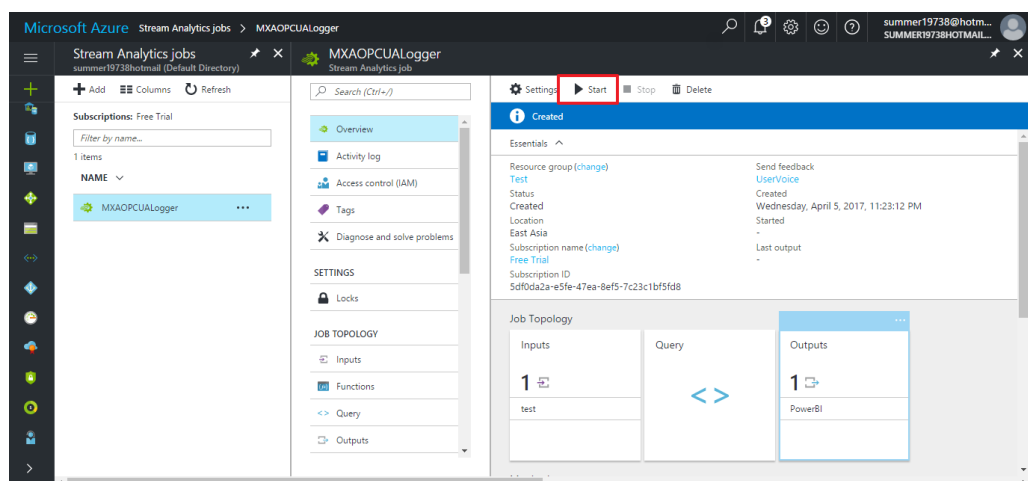 Microsoft Azure Stream Analytics jobs > MXAOPCUALogger
3
summer19738@hotm...
SUMMER19738HOTMAIL...
Stream Analytics jobs
summer19738hotmail (Default Directory)
Add Columns Refresh
Subscriptions: Free Trial
Filter by name...
1 items
NAME
MXAOPCUALogger ...
MXAOPCUALogger
Stream Analytics job
Search (Ctrl+/)
Overview
Activity log
Access control (IAM)
Tags
Diagnose and solve problems
SETTINGS
Locks
JOB TOPOLOGY
Inputs
Functions
Query
Outputs
Settings Start Stop Delete
Created
Essentials
Resource group (change)
Test
Status
Created
Location
East Asia
Subscription name (change)
Free Trial
Subscription ID
5df0da2a-e5fe-47ea-8ef5-7c23c1bf5fd8
Send feedback
UserVoice
Created
Wednesday, April 5, 2017, 11:23:12 PM
Started
-
Last output
-
Job Topology
...
Inputs
1
test
Query
< >
Outputs
1
PowerBI